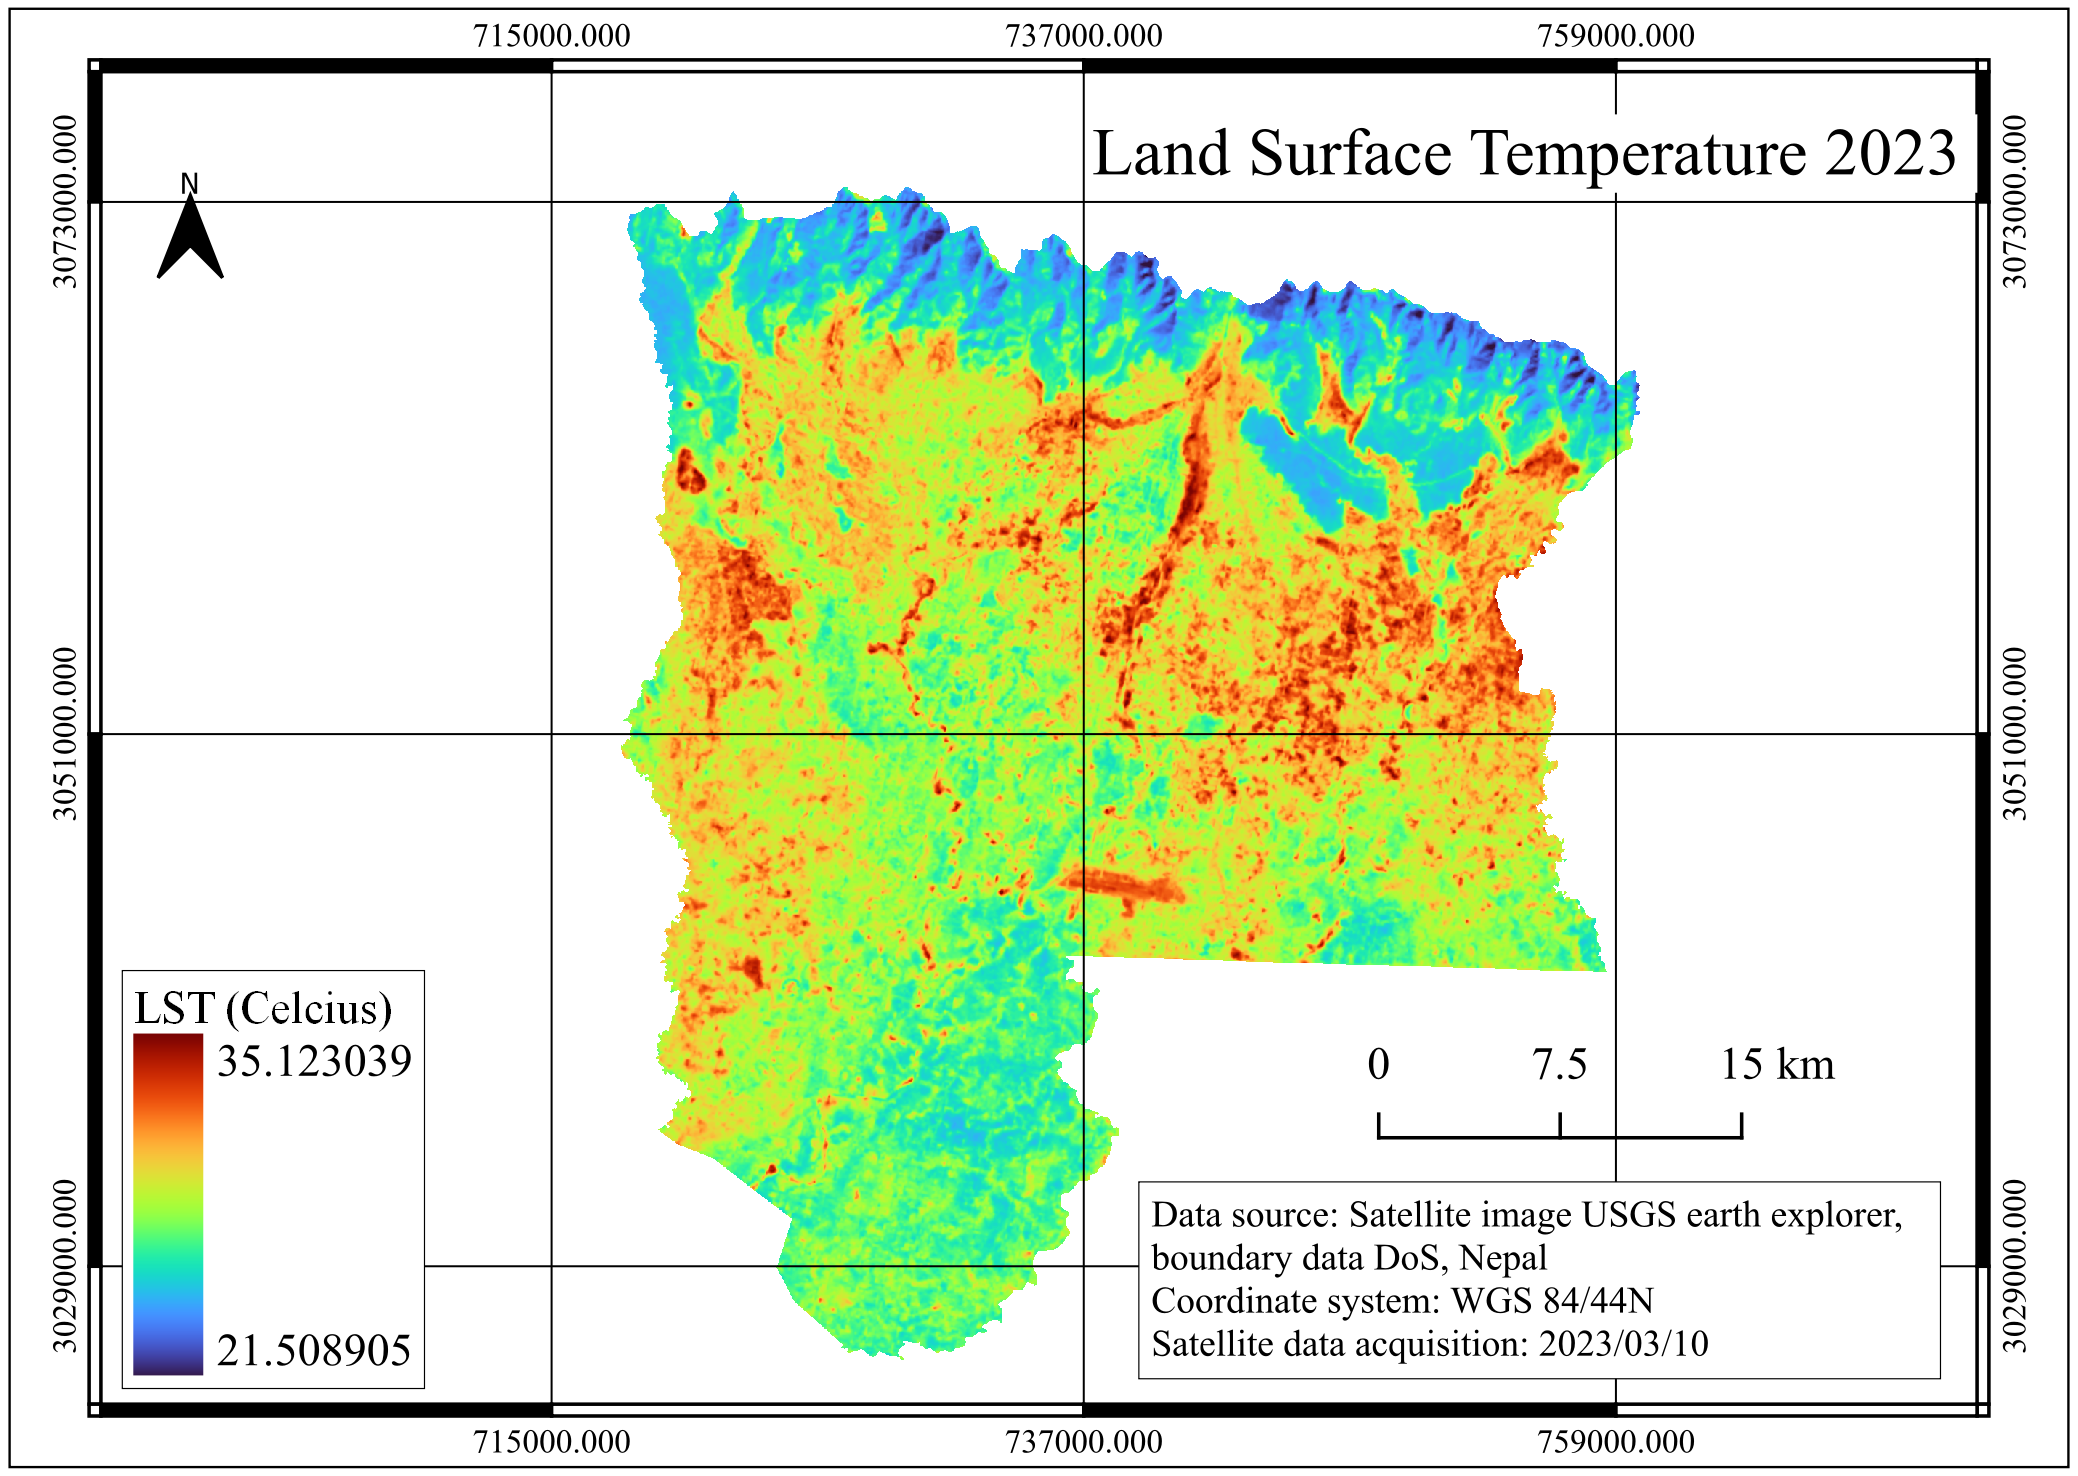 715000.000 737000.000 759000.000
3073000.000
3073000.000
Land Surface Temperature 2023
N
3051000.000
3051000.000
LST (Celcius)
35.123039
21.508905
0 7.5 15 km
3029000.000
3029000.000
Data source: Satellite image USGS earth explorer,
boundary data DoS, Nepal
Coordinate system: WGS 84/44N
Satellite data acquisition: 2023/03/10
715000.000 737000.000 759000.000